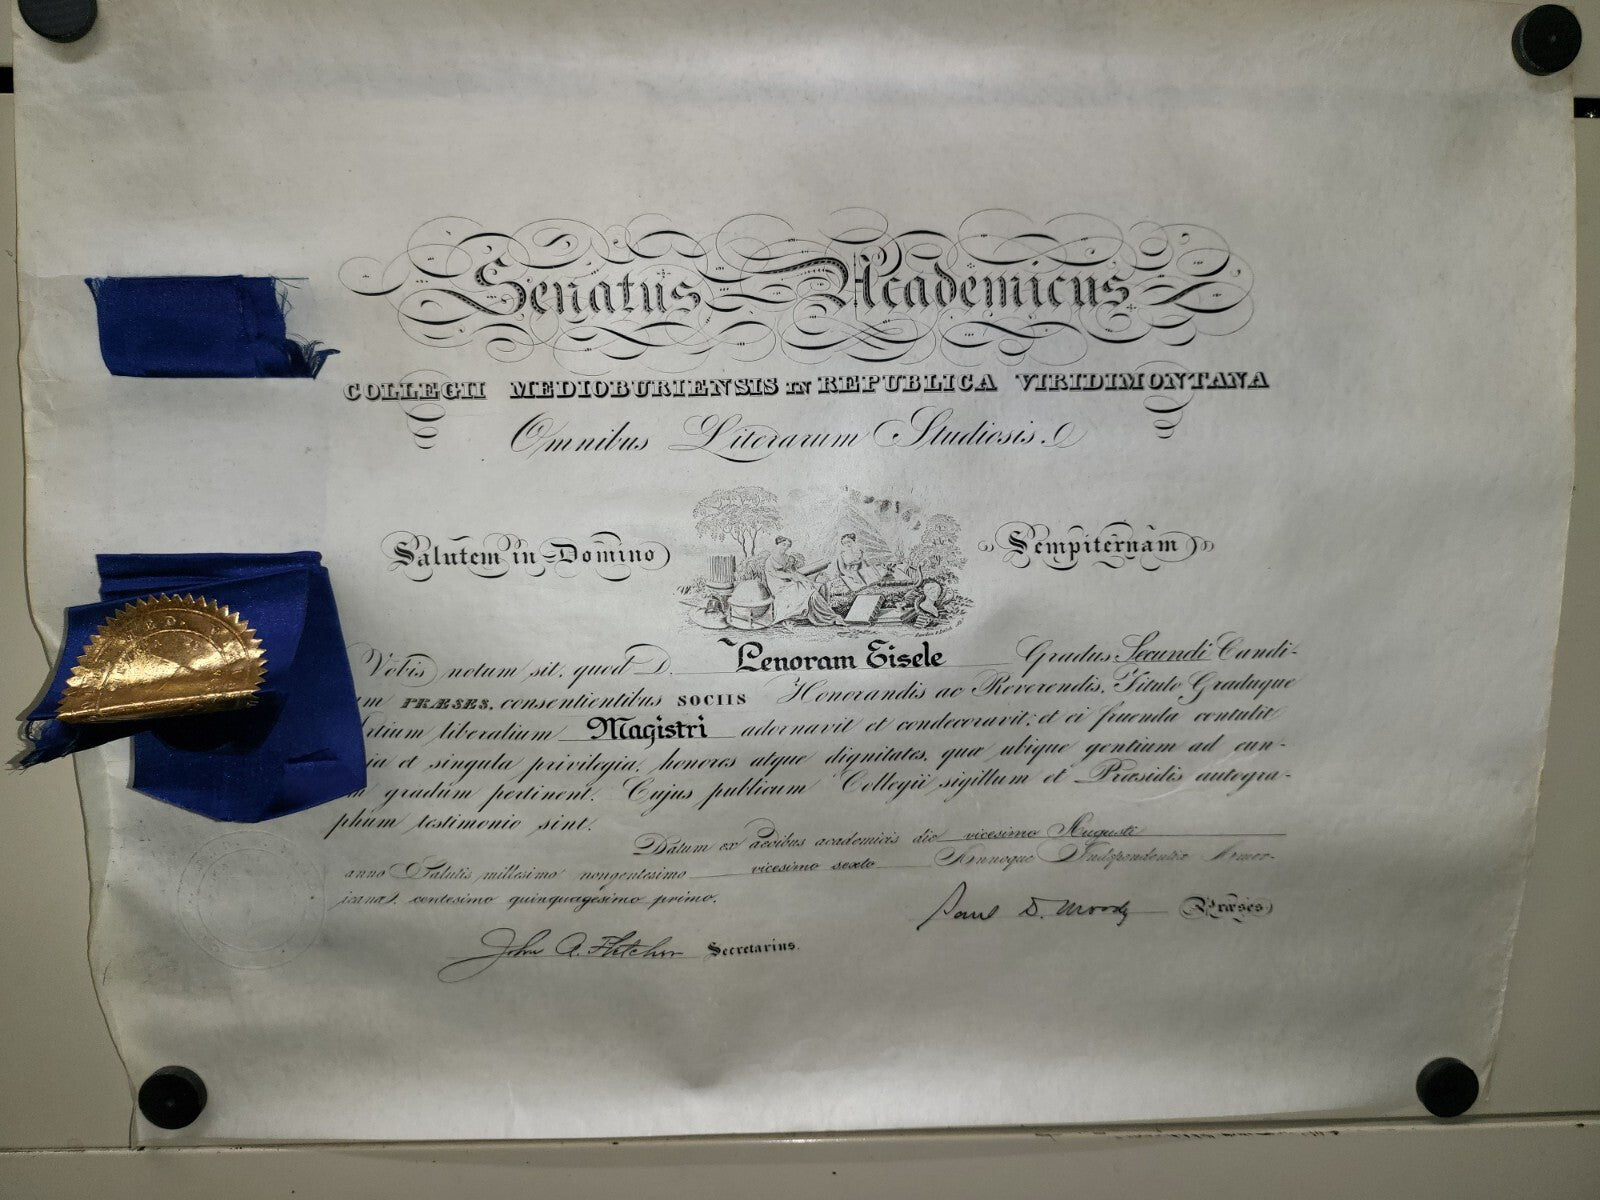 Senatus Academicus
COLLEGII MEDIOBURIENSIS IN REPUBLICA VIRIDIMONTANA
Omnibus Literarum Studiosis.
Salutem in Domino Sempiternam
Vobis notum sit, quod D. Lenoram Eisele Gradus Secundi Candi-
um PRÆSES, consentientibus SOCIIS Honorandis ac Reverendis, Titulo Graduque
rtium liberalium Magistri adornavit et condecoravit; et ei fruenda contulit
ia et singula privilegia, honores atque dignitates, quæ ubique gentium ad eun-
gradum pertinent. Cujus publicum Collegii sigillum et Præsidis autogra-
phum testimonio sint.
Datum ex ædibus academicis die vicesimo Augusti
anno Salutis millesimo nongentesimo vicesimo sexto Annoque Independentiæ Amer-
icanæ, centesimo quinquagesimo primo.
Paul D. Moody Præses
John A. Fletcher Secretarius.